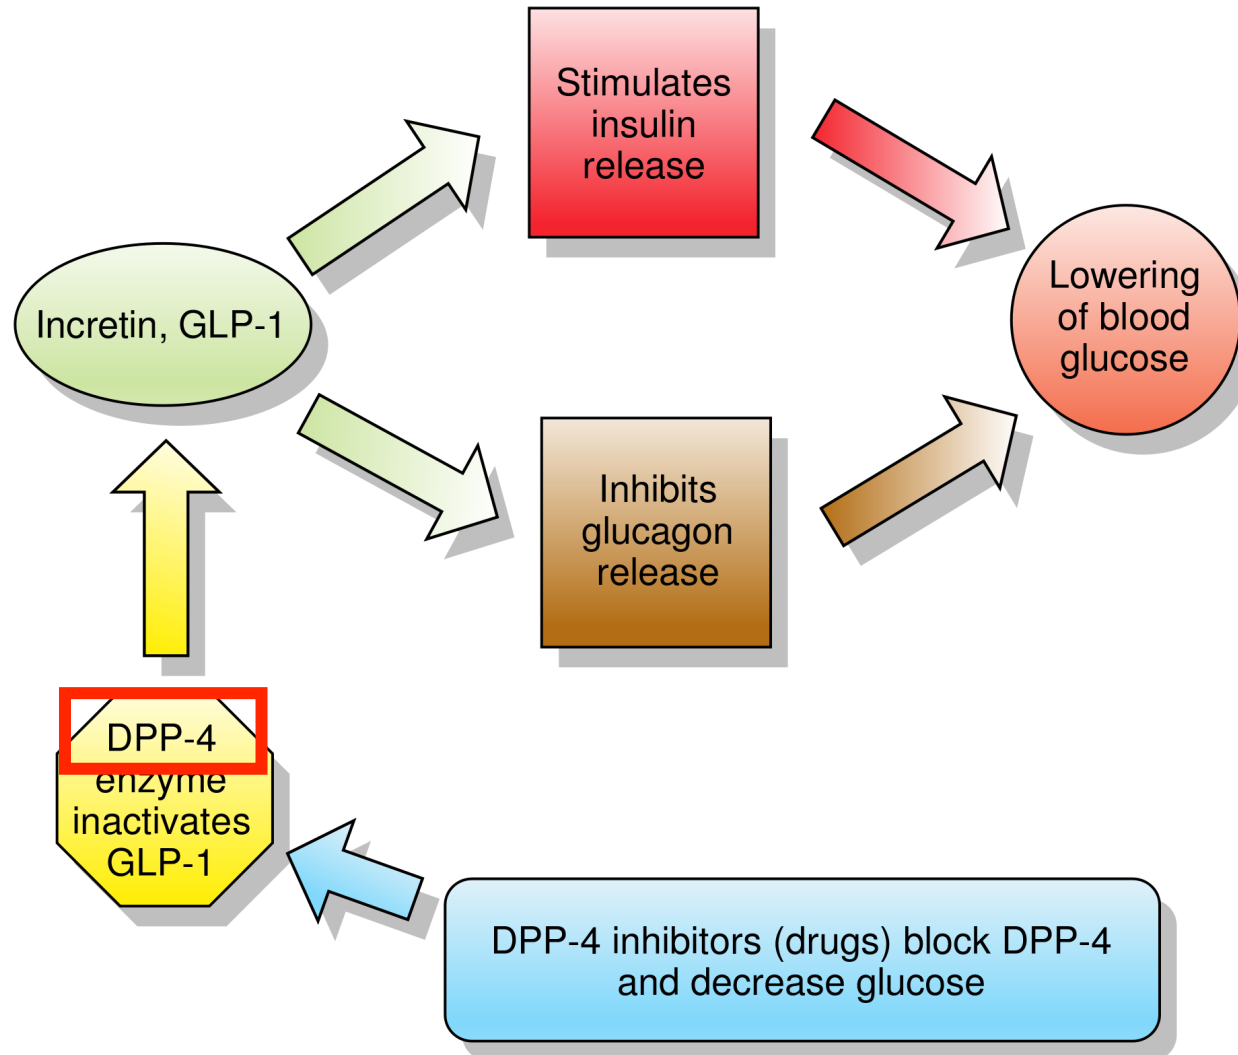 Stimulates
insulin
release
Incretin, GLP-1
Lowering
of blood
glucose
Inhibits
glucagon
release
DPP-4
enzyme
inactivates
GLP-1
DPP-4 inhibitors (drugs) block DPP-4
and decrease glucose